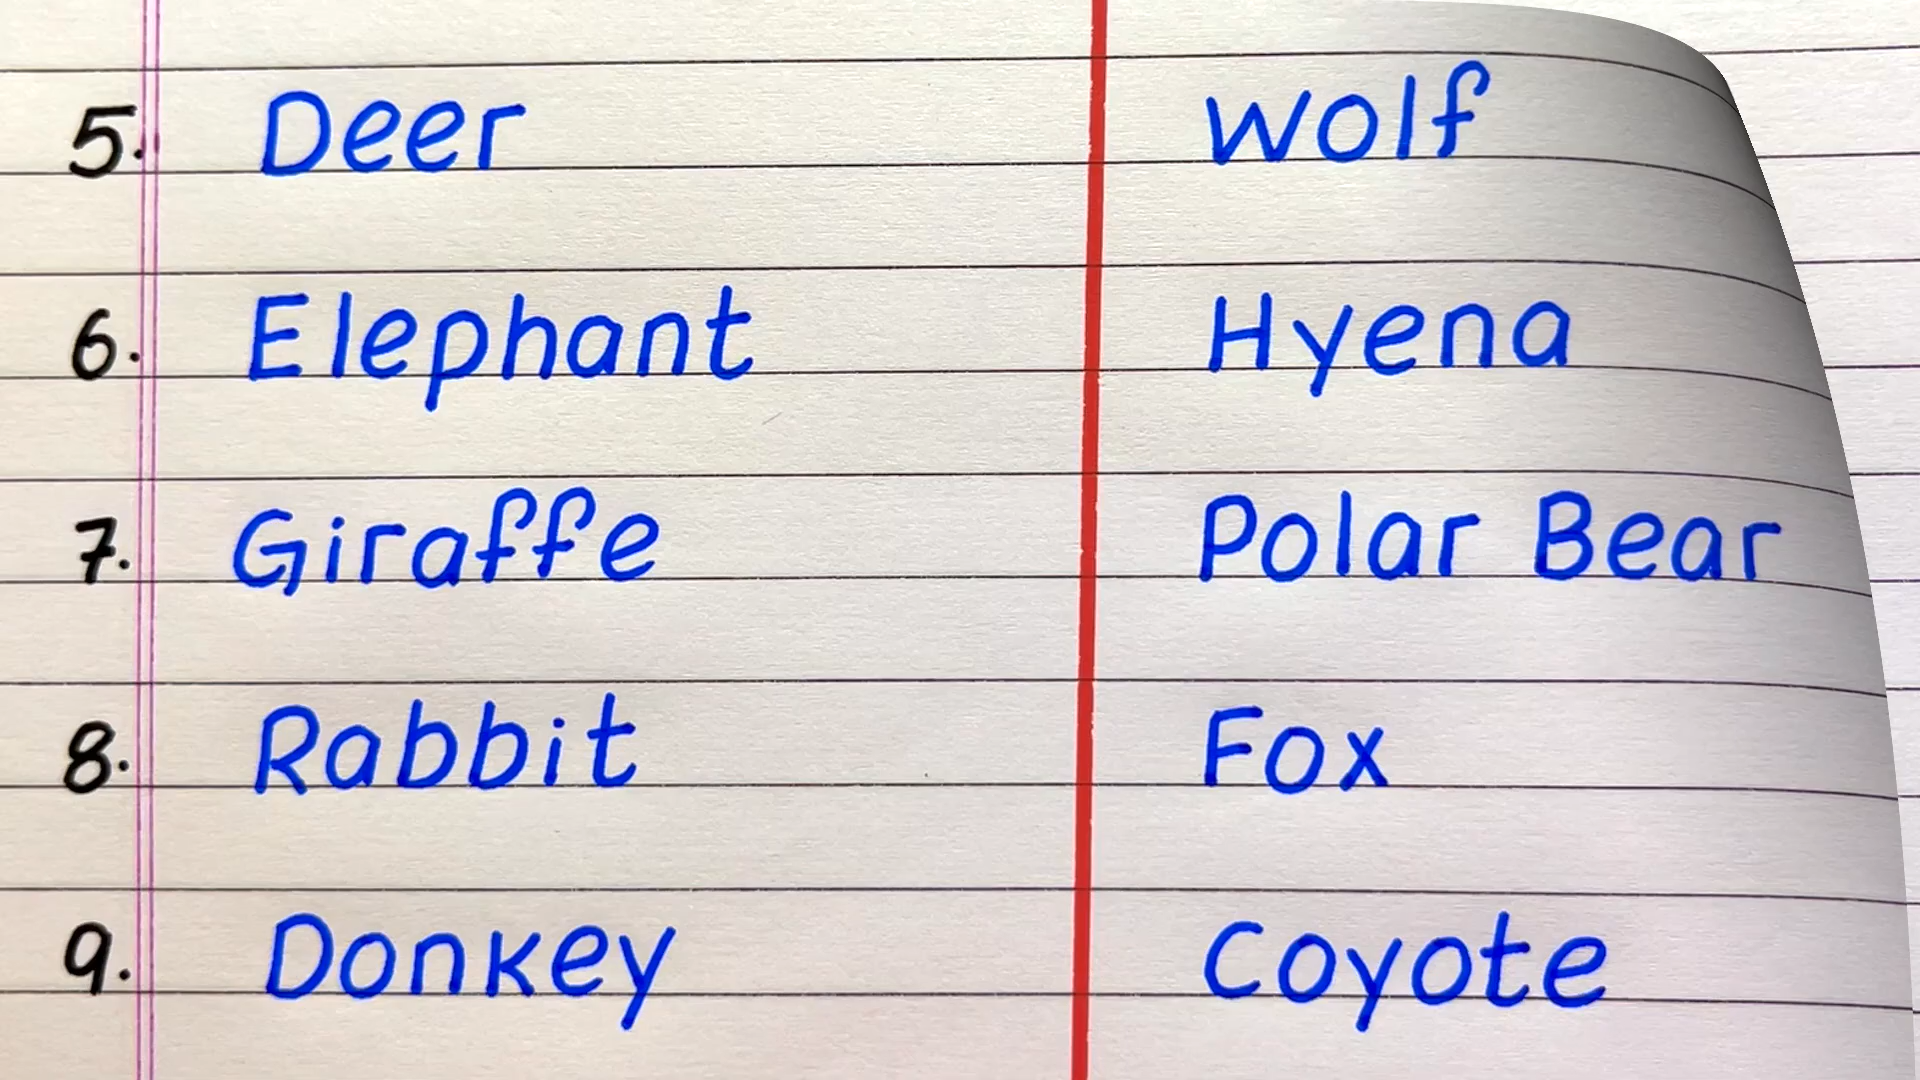 5. Deer Wolf
6. Elephant Hyena
7. Giraffe Polar Bear
8. Rabbit Fox
9. Donkey Coyote